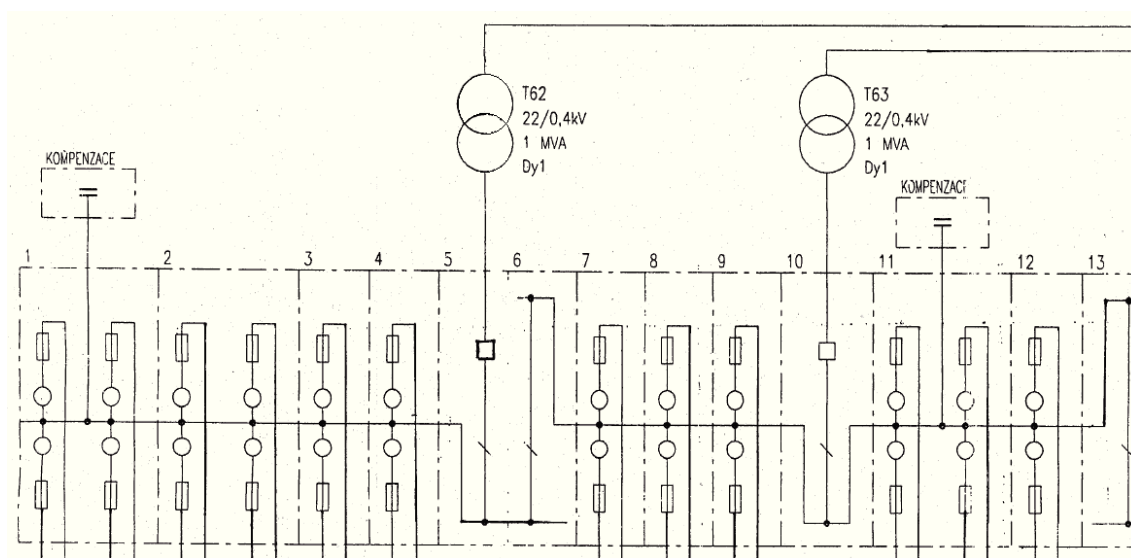 T62
22/0,4kV
1 MVA
Dy1
T63
22/0,4kV
1 MVA
Dy1
KOMPENZACE
KOMPENZACE
1 2 3 4 5 6 7 8 9 10 11 12 13